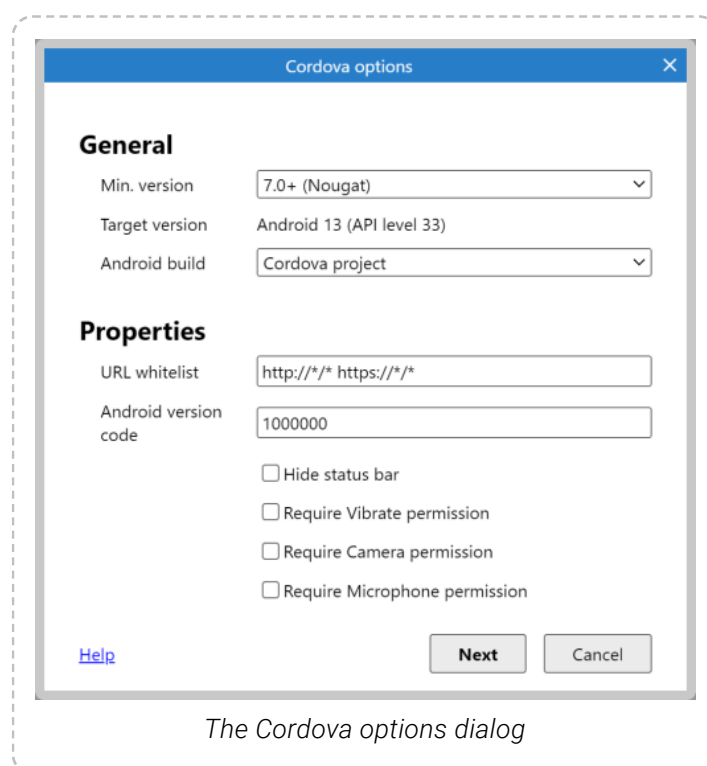 Cordova options
General
Min. version 7.0+ (Nougat)
Target version Android 13 (API level 33)
Android build Cordova project
Properties
URL whitelist http://*/* https://*/*
Android version
code 1000000
Hide status bar
Require Vibrate permission
Require Camera permission
Require Microphone permission
Help Next Cancel
The Cordova options dialog